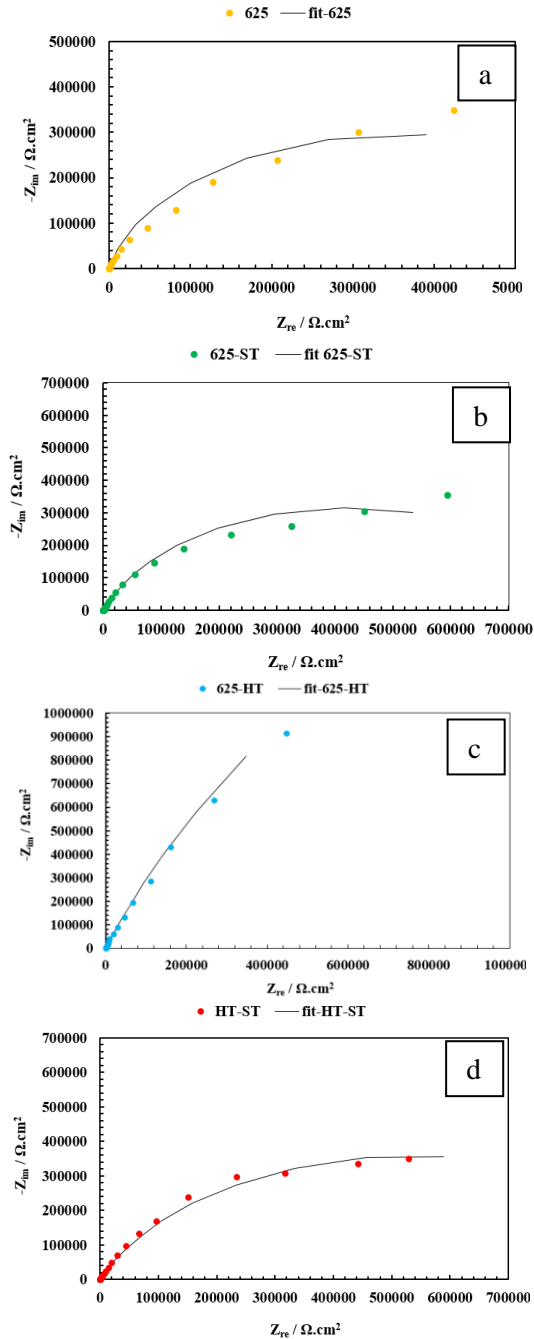 625 fit-625
500000
400000
300000
200000
100000
0
-Z_im / Ω.cm²
a
0 100000 200000 300000 400000 5000
Z_re / Ω.cm²
625-ST fit 625-ST
700000
600000
500000
400000
300000
200000
100000
0
-Z_im / Ω.cm²
b
0 100000 200000 300000 400000 500000 600000 700000
Z_re / Ω.cm²
625-HT fit-625-HT
1000000
900000
800000
700000
600000
500000
400000
300000
200000
100000
0
-Z_im / Ω.cm²
c
0 200000 400000 600000 800000 100000
Z_re / Ω.cm²
HT-ST fit-HT-ST
700000
600000
500000
400000
300000
200000
100000
0
-Z_im / Ω.cm²
d
0 100000 200000 300000 400000 500000 600000 700000
Z_re / Ω.cm²